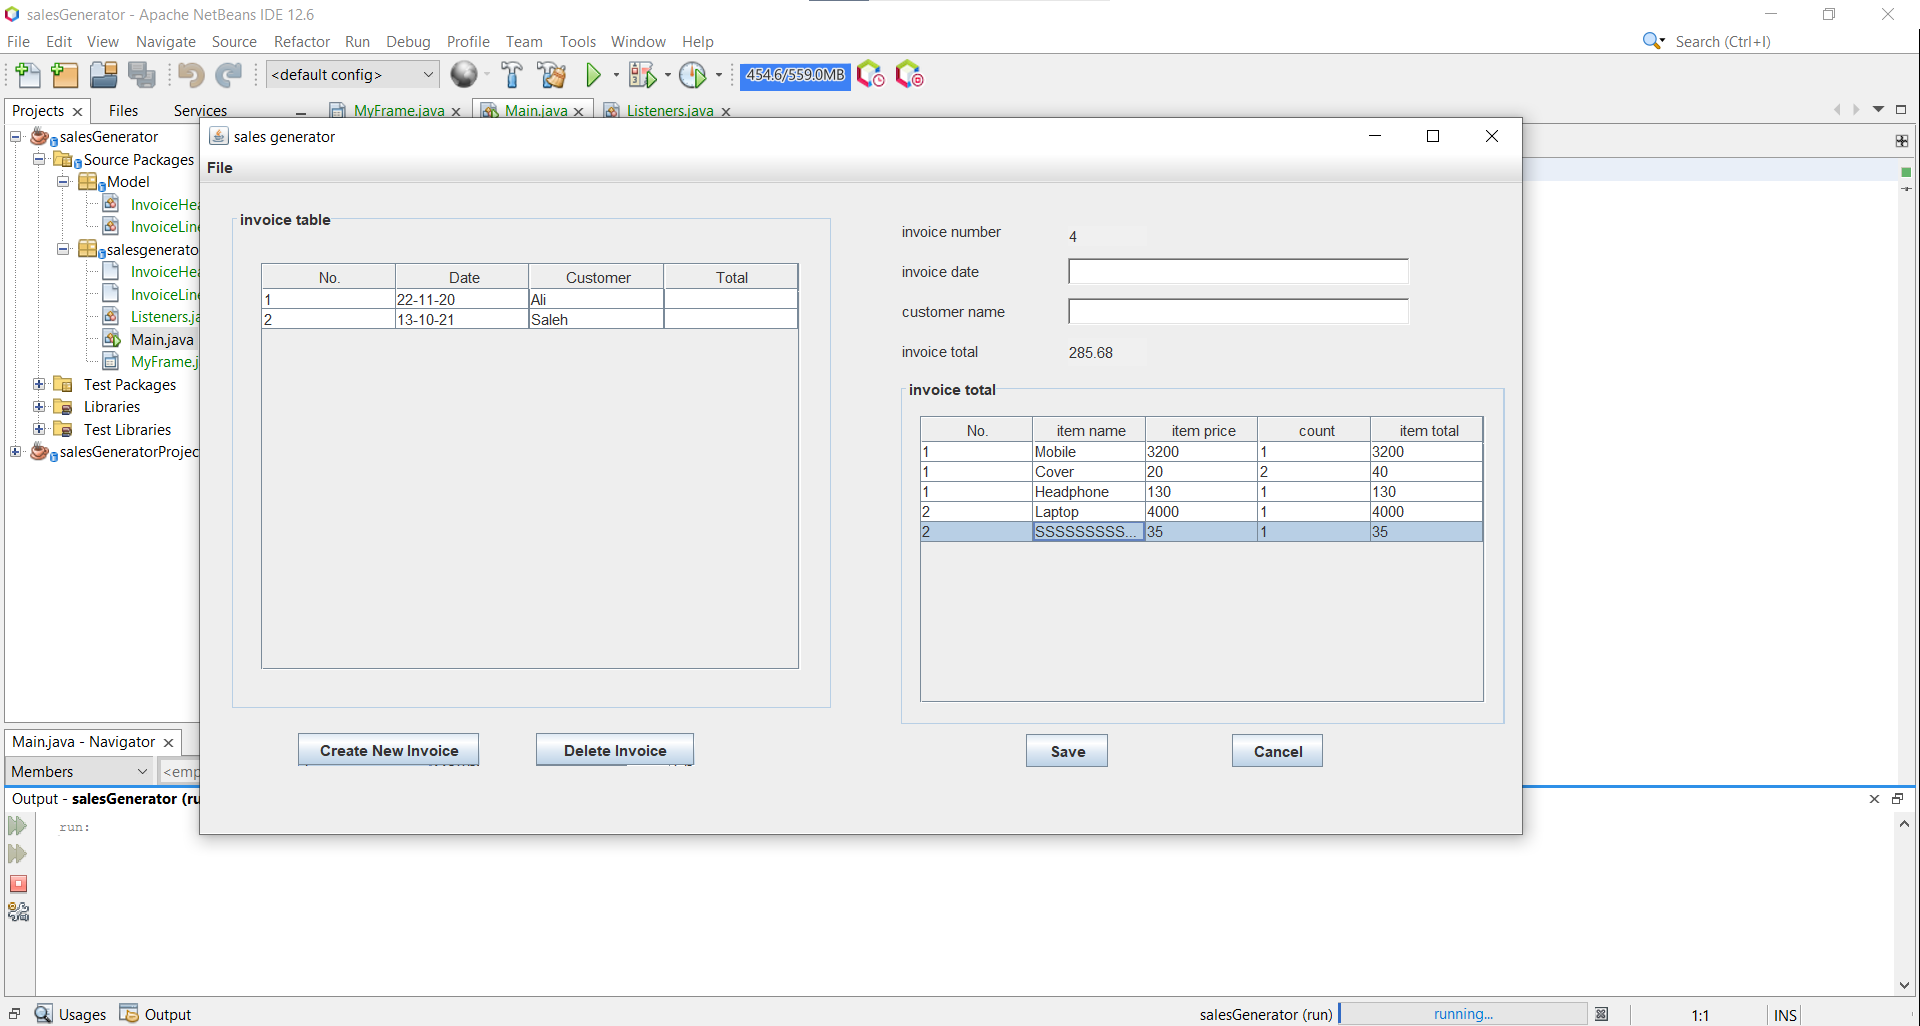 salesGenerator - Apache NetBeans IDE 12.6
File Edit View Navigate Source Refactor Run Debug Profile Team Tools Window Help
Search (Ctrl+I)
<default config>
454.6/559.0MB
Projects Files Services
MyFrame.java Main.java Listeners.java
salesGenerator
Source Packages
Model
InvoiceHea
InvoiceLine
salesgenerato
InvoiceHea
InvoiceLine
Listeners.ja
Main.java
MyFrame.j
Test Packages
Libraries
Test Libraries
salesGeneratorProjec
sales generator
File
invoice table
No. Date Customer Total
1 22-11-20 Ali
2 13-10-21 Saleh
Create New Invoice Delete Invoice
invoice number 4
invoice date
customer name
invoice total 285.68
invoice total
No. item name item price count item total
1 Mobile 3200 1 3200
1 Cover 20 2 40
1 Headphone 130 1 130
2 Laptop 4000 1 4000
2 SSSSSSSSS... 35 1 35
Save Cancel
Main.java - Navigator
Members <emp
Output - salesGenerator (ru
run:
Usages Output
salesGenerator (run) running... 1:1 INS